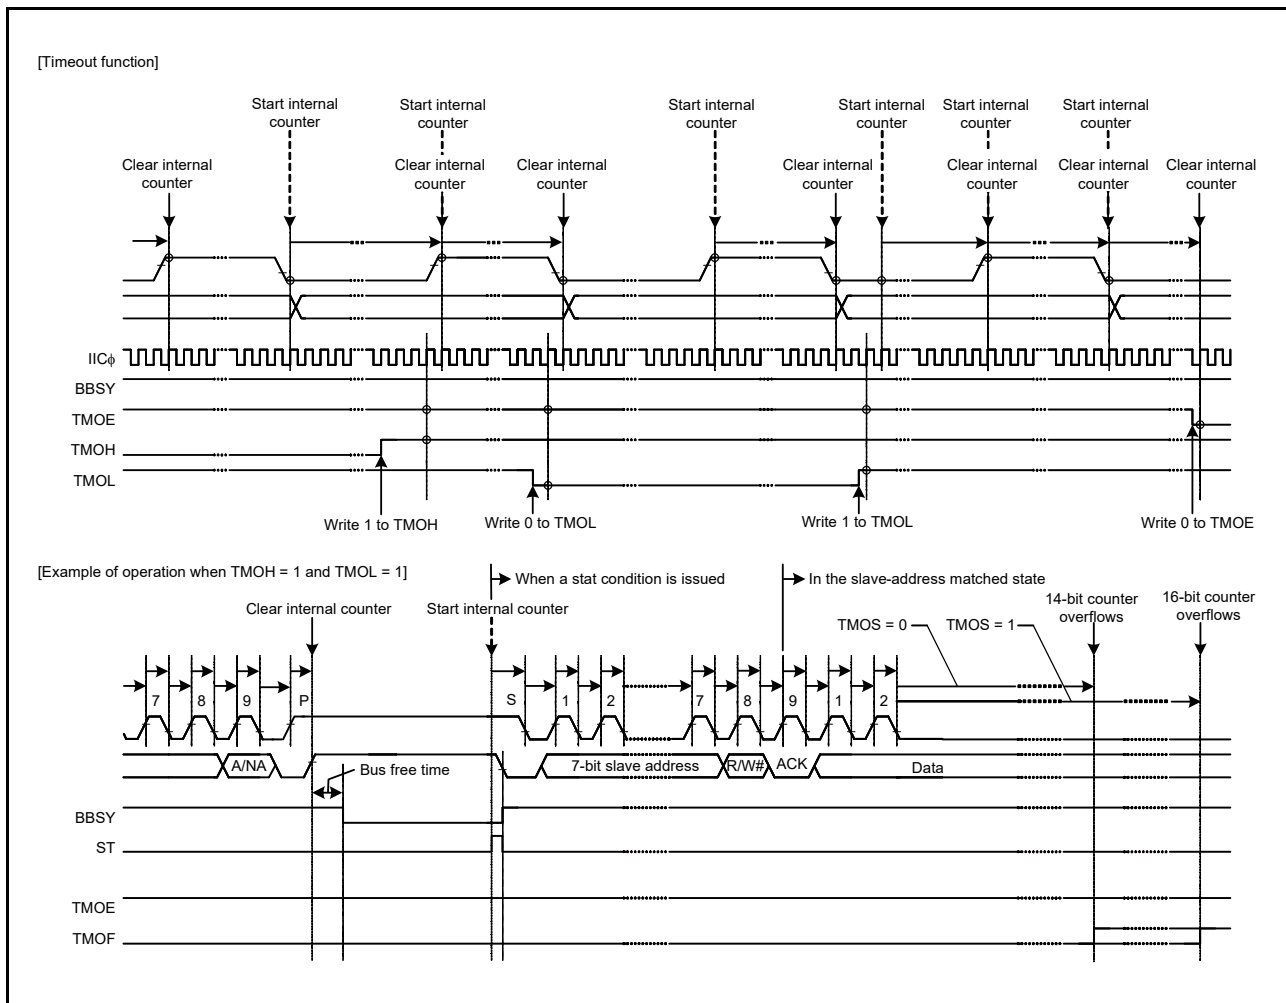 [Timeout function]
Start internal
counter
Start internal
counter
Start internal
counter
Start internal
counter
Start internal
counter
Start internal
counter
Clear internal
counter
Clear internal
counter
Clear internal
counter
Clear internal
counter
Clear internal
counter
Clear internal
counter
Clear internal
counter
IICϕ
BBSY
TMOE
TMOH
TMOL
Write 1 to TMOH
Write 0 to TMOL
Write 1 to TMOL
Write 0 to TMOE
[Example of operation when TMOH = 1 and TMOL = 1]
When a stat condition is issued
In the slave-address matched state
Clear internal counter
Start internal counter
14-bit counter
overflows
16-bit counter
overflows
TMOS = 0
TMOS = 1
7 8 9 P S 1 2 7 8 9 1 2
A/NA
7-bit slave address
R/W#
ACK
Data
Bus free time
BBSY
ST
TMOE
TMOF